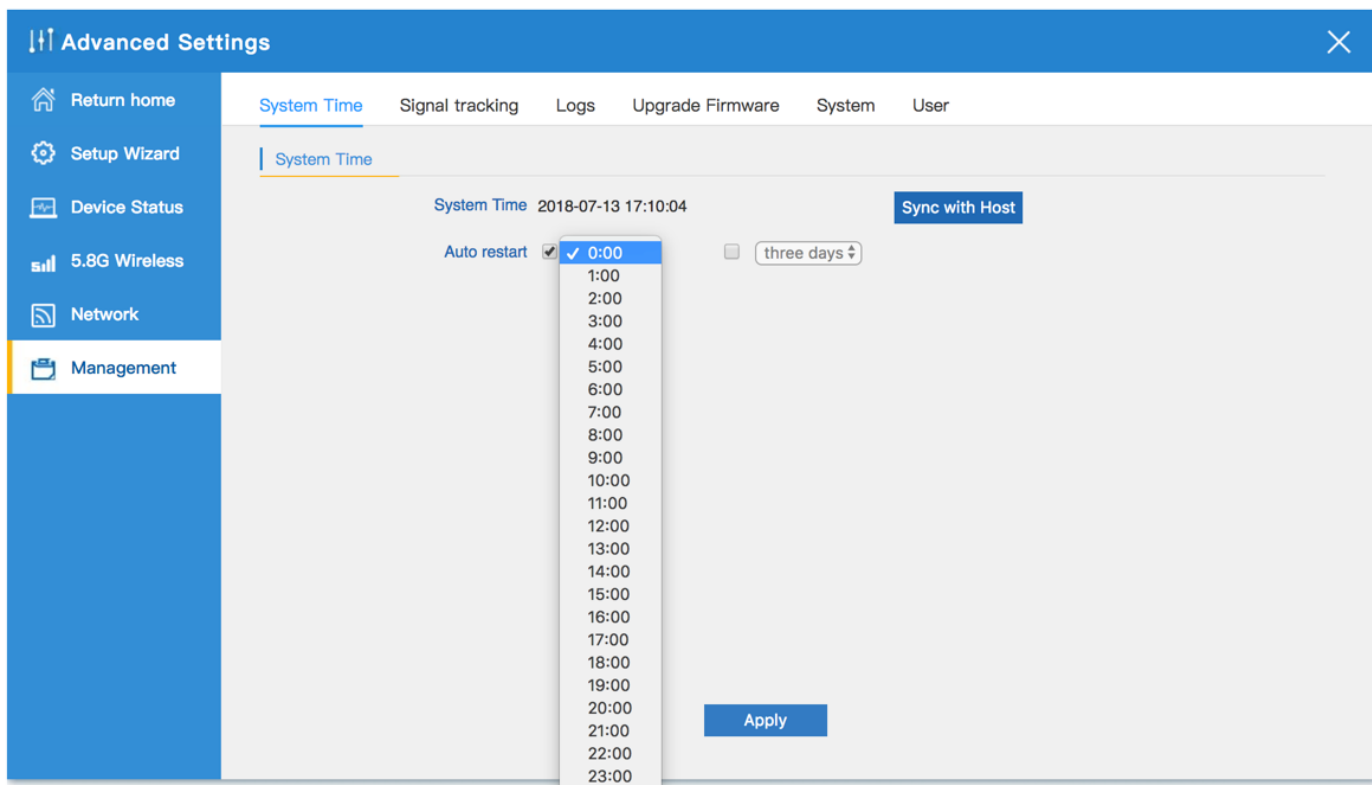 Advanced Settings
Return home
Setup Wizard
Device Status
5.8G Wireless
Network
Management
System Time Signal tracking Logs Upgrade Firmware System User
System Time
System Time 2018-07-13 17:10:04 Sync with Host
Auto restart ✓ 0:00 three days
1:00
2:00
3:00
4:00
5:00
6:00
7:00
8:00
9:00
10:00
11:00
12:00
13:00
14:00
15:00
16:00
17:00
18:00
19:00
20:00
21:00
22:00
23:00
Apply